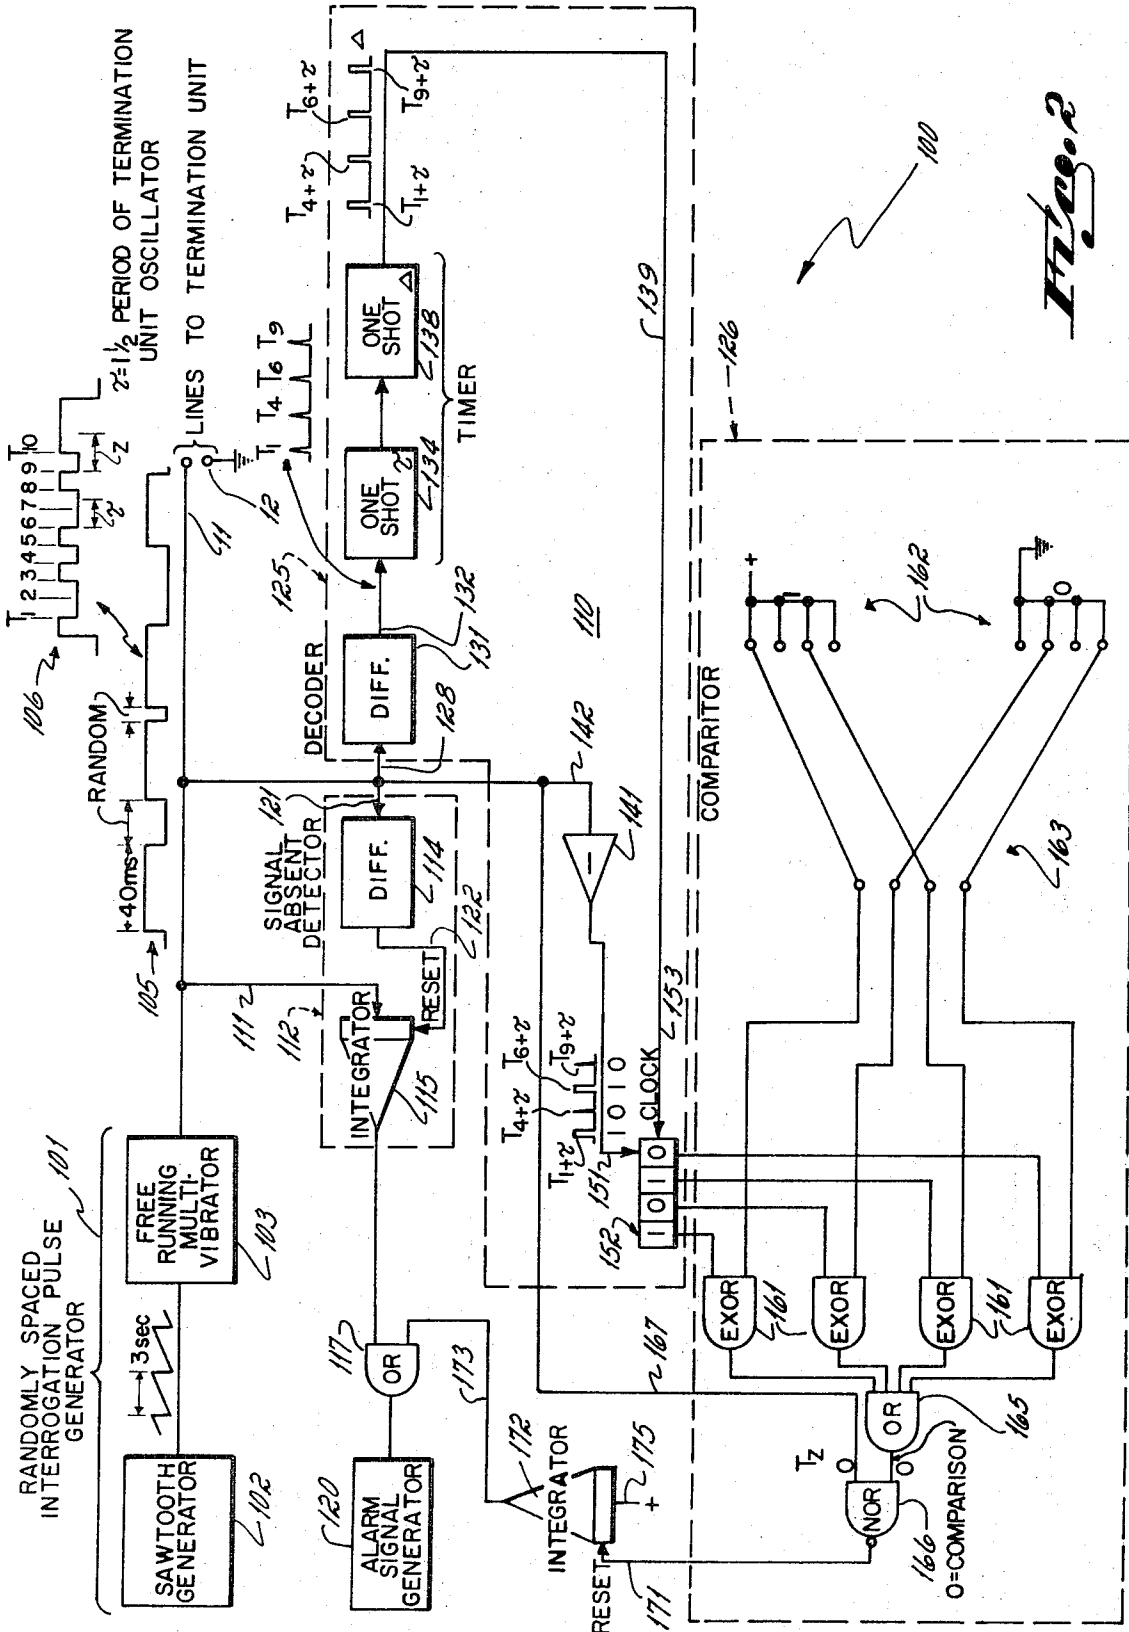 RANDOMLY SPACED
INTERROGATION PULSE
GENERATOR
101
SAWTOOTH
GENERATOR
102
3 sec
FREE
RUNNING
MULTI-
VIBRATOR
103
105
+40ms
RANDOM
106
T1 2 3 4 5 6 7 8 9 T10
τ
Z
τ=1½ PERIOD OF TERMINATION
UNIT OSCILLATOR
11
12
LINES TO TERMINATION UNIT
111
112
SIGNAL
ABSENT
DETECTOR
121
INTEGRATOR
115
RESET
122
DIFF.
114
DECODER
125
128
DIFF.
131
132
T1 T4 T6 T9
ONE
SHOT
τ
134
ONE
SHOT
Δ
138
TIMER
T4+τ
T6+τ
Δ
T1+τ
T9+τ
ALARM
SIGNAL
GENERATOR
120
OR
117
173
172
INTEGRATOR
RESET
+
175
171
110
142
141
139
T4+τ
T6+τ
T1+τ
T9+τ
1 0 1 0
151
CLOCK
153
152
1 0 1 0
167
COMPARITOR
126
EXOR
EXOR
EXOR
EXOR
161
161
OR
165
TZ
0
0
NOR
166
0=COMPARISON
163
162
+
1
0
100
Fig. 2